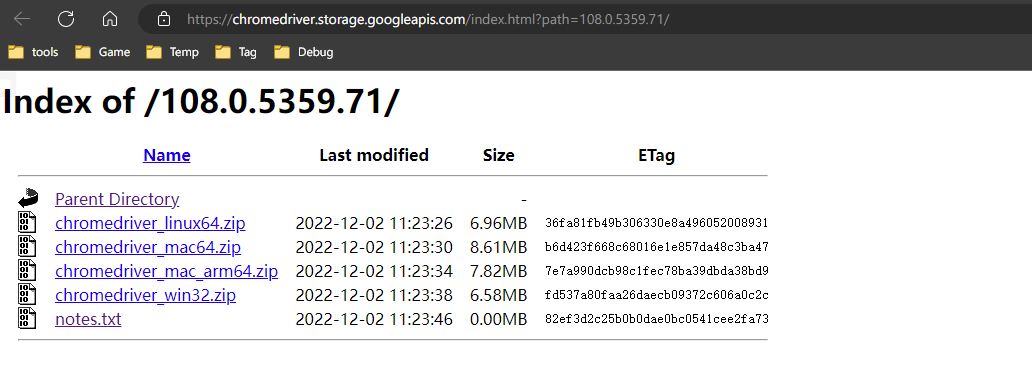 https://chromedriver.storage.googleapis.com/index.html?path=108.0.5359.71/
tools Game Temp Tag Debug
Index of /108.0.5359.71/
Name Last modified Size ETag
Parent Directory -
chromedriver_linux64.zip 2022-12-02 11:23:26 6.96MB 36fa81fb49b306330e8a496052008931
chromedriver_mac64.zip 2022-12-02 11:23:30 8.61MB b6d423f668c68016e1e857da48c3ba47
chromedriver_mac_arm64.zip 2022-12-02 11:23:34 7.82MB 7e7a990dcb98c1fec78ba39dbda38bd9
chromedriver_win32.zip 2022-12-02 11:23:38 6.58MB fd537a80faa26daecb09372c606a0c2c
notes.txt 2022-12-02 11:23:46 0.00MB 82ef3d2c25b0b0dae0bc0541cee2fa73